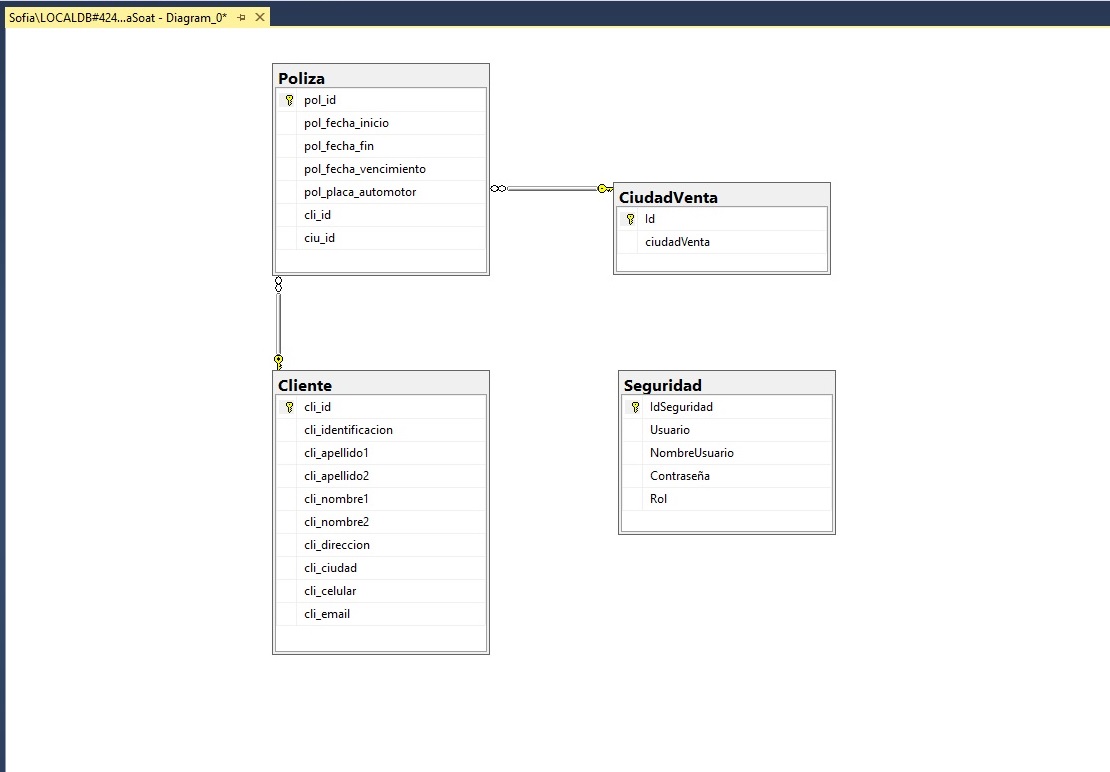 Sofia\LOCALDB#424...aSoat - Diagram_0*
Poliza
pol_id
pol_fecha_inicio
pol_fecha_fin
pol_fecha_vencimiento
pol_placa_automotor
cli_id
ciu_id
CiudadVenta
Id
ciudadVenta
Cliente
cli_id
cli_identificacion
cli_apellido1
cli_apellido2
cli_nombre1
cli_nombre2
cli_direccion
cli_ciudad
cli_celular
cli_email
Seguridad
IdSeguridad
Usuario
NombreUsuario
Contraseña
Rol